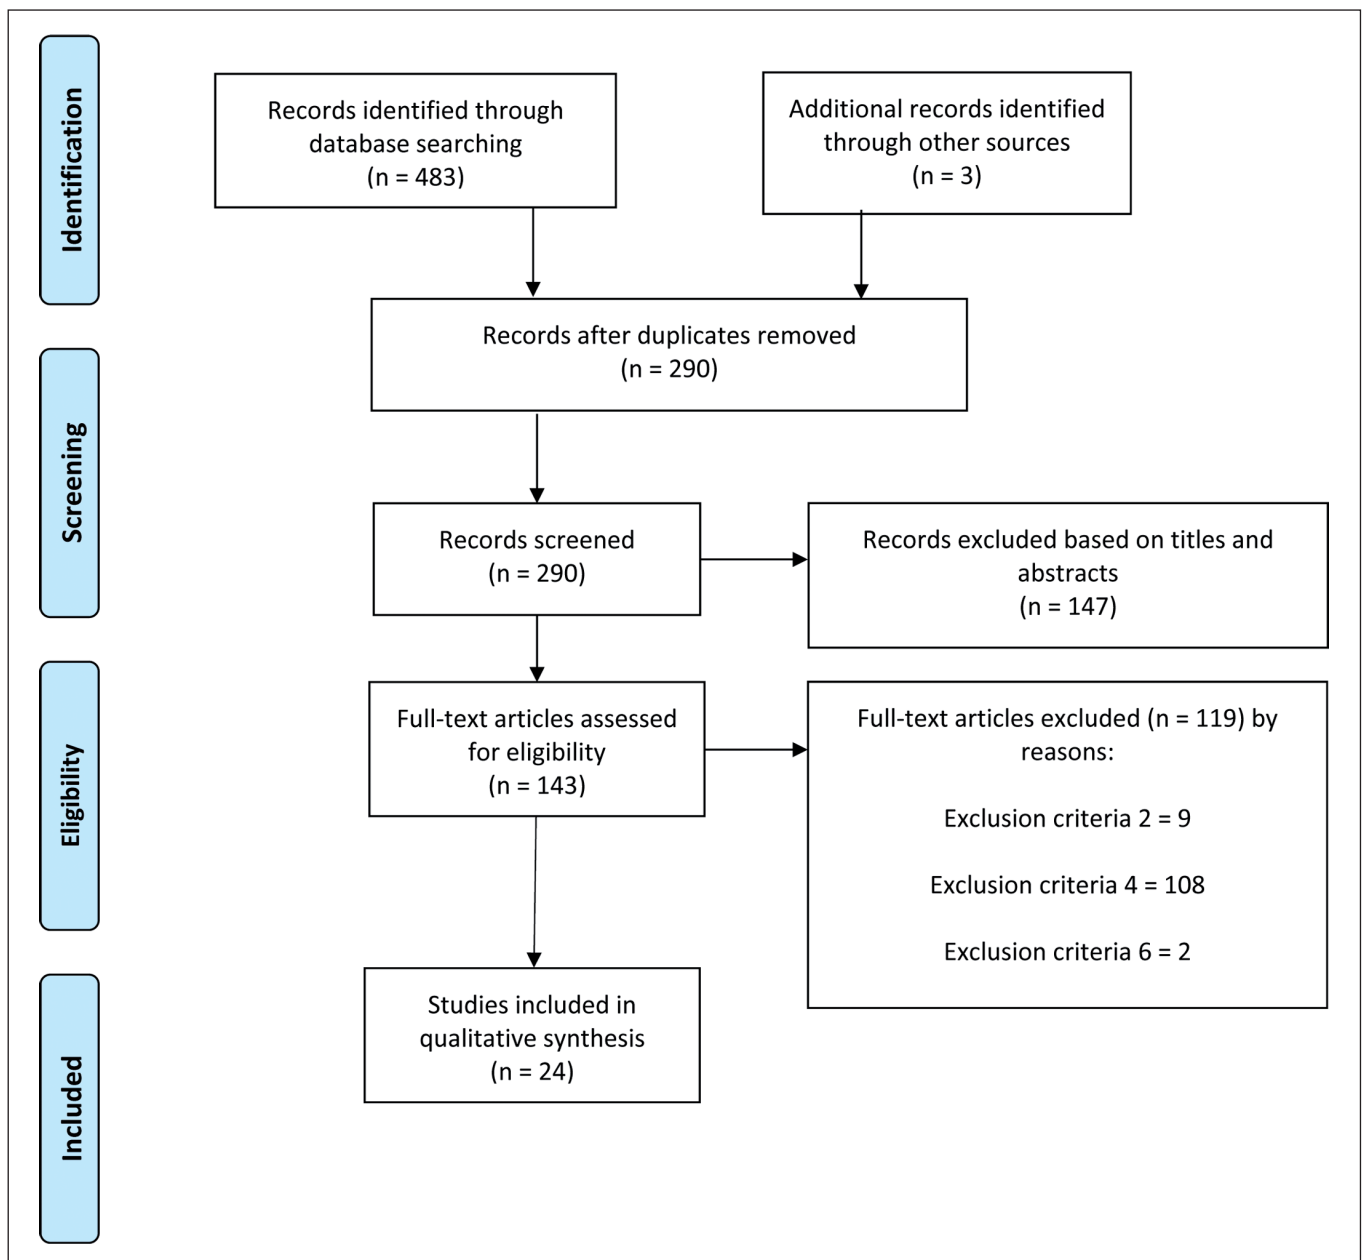 Identification
Records identified through
database searching
(n = 483)
Additional records identified
through other sources
(n = 3)
Records after duplicates removed
(n = 290)
Screening
Records screened
(n = 290)
Records excluded based on titles and
abstracts
(n = 147)
Eligibility
Full-text articles assessed
for eligibility
(n = 143)
Full-text articles excluded (n = 119) by
reasons:
Exclusion criteria 2 = 9
Exclusion criteria 4 = 108
Exclusion criteria 6 = 2
Included
Studies included in
qualitative synthesis
(n = 24)